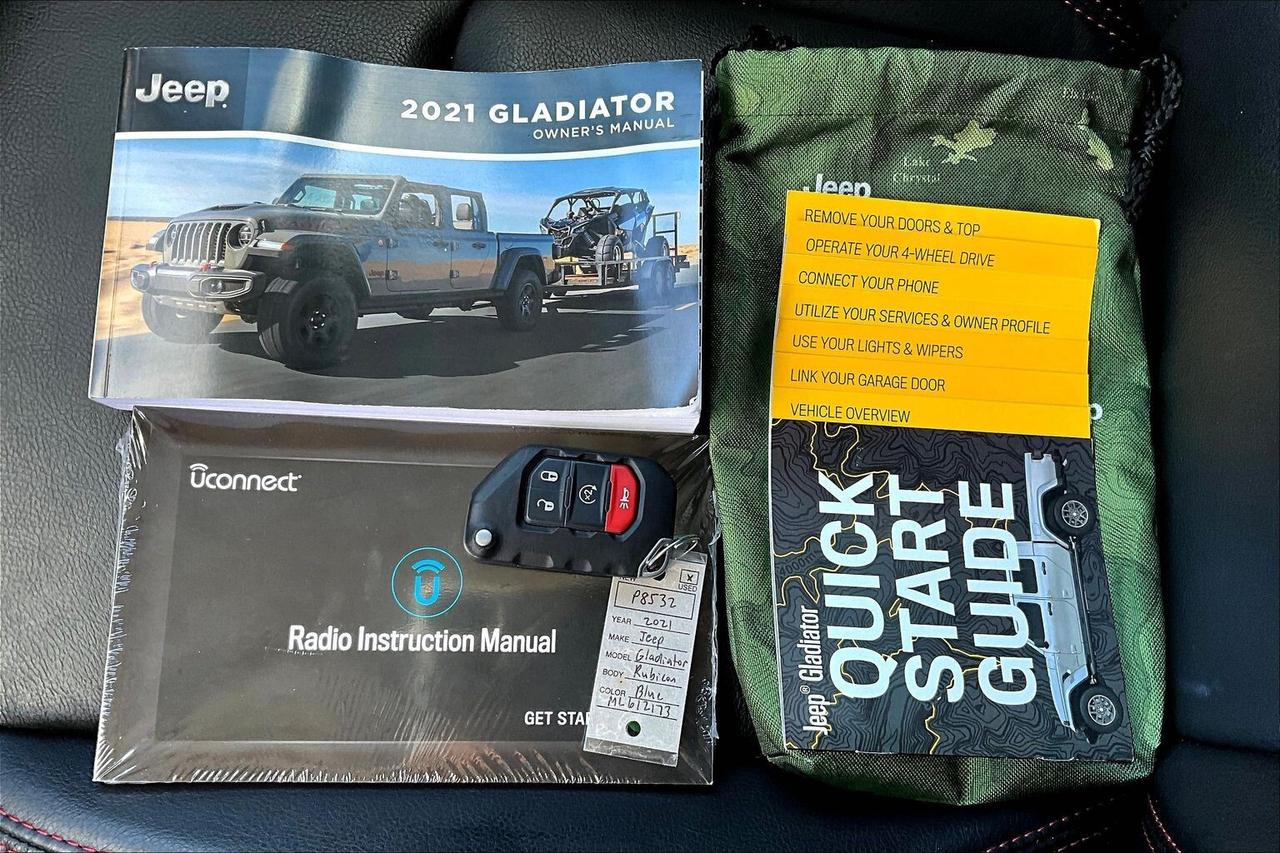 Jeep
2021 GLADIATOR
OWNER'S MANUAL
Jeep
uconnect
Radio Instruction Manual
GET STAR
X
USED
P8532
YEAR 2021
MAKE Jeep
MODEL Gladiator
BODY Rubicon
COLOR Blue
ML612173
Lake
Chrystal
Jeep
REMOVE YOUR DOORS & TOP
OPERATE YOUR 4-WHEEL DRIVE
CONNECT YOUR PHONE
UTILIZE YOUR SERVICES & OWNER PROFILE
USE YOUR LIGHTS & WIPERS
LINK YOUR GARAGE DOOR
VEHICLE OVERVIEW
Jeep® Gladiator
QUICK
START
GUIDE